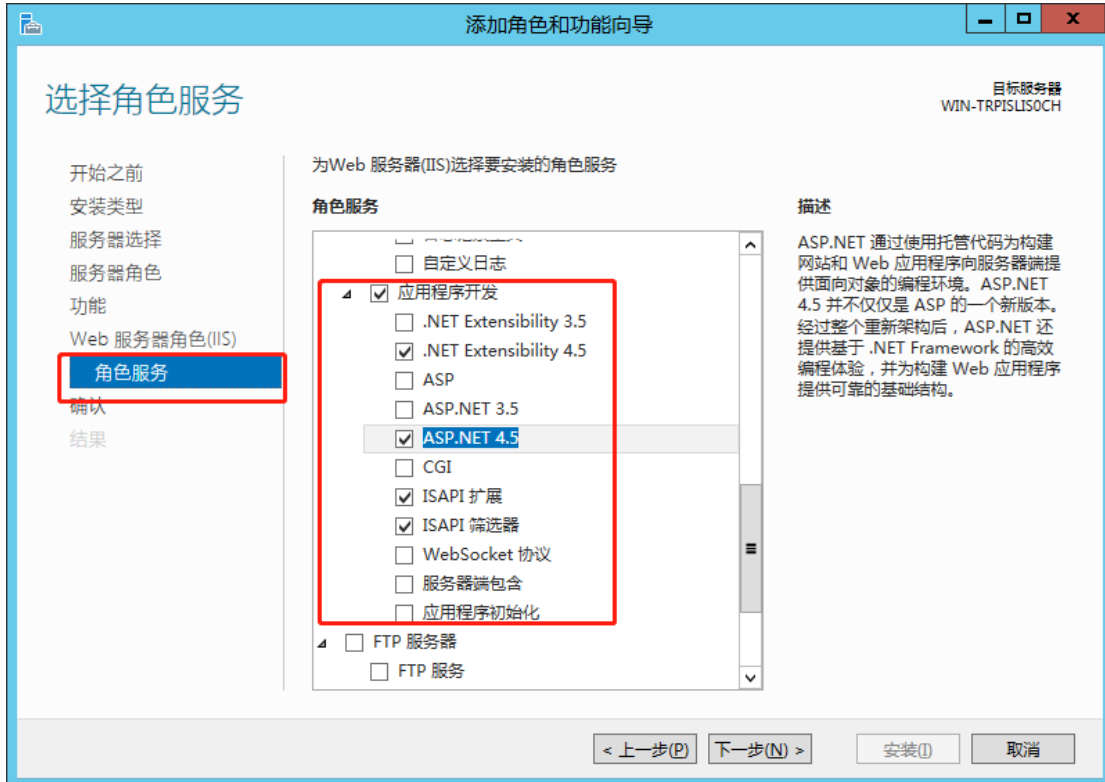 添加角色和功能向导
选择角色服务
目标服务器
WIN-TRPISLIS0CH
开始之前
安装类型
服务器选择
服务器角色
功能
Web 服务器角色(IIS)
角色服务
确认
结果
为Web 服务器(IIS)选择要安装的角色服务
角色服务
自定义日志
应用程序开发
.NET Extensibility 3.5
.NET Extensibility 4.5
ASP
ASP.NET 3.5
ASP.NET 4.5
CGI
ISAPI 扩展
ISAPI 筛选器
WebSocket 协议
服务器端包含
应用程序初始化
FTP 服务器
FTP 服务
描述
ASP.NET 通过使用托管代码为构建
网站和 Web 应用程序向服务器端提
供面向对象的编程环境。ASP.NET
4.5 并不仅仅是 ASP 的一个新版本。
经过整个重新架构后，ASP.NET 还
提供基于 .NET Framework 的高效
编程体验，并为构建 Web 应用程序
提供可靠的基础结构。
< 上一步(P)
下一步(N) >
安装(I)
取消